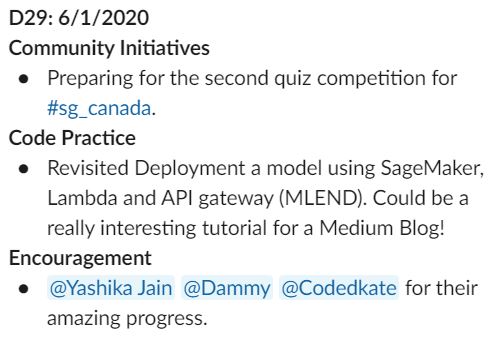 D29: 6/1/2020
Community Initiatives
● Preparing for the second quiz competition for
#sg_canada.
Code Practice
● Revisited Deployment a model using SageMaker,
Lambda and API gateway (MLEND). Could be a
really interesting tutorial for a Medium Blog!
Encouragement
● @Yashika Jain @Dammy @Codedkate for their
amazing progress.